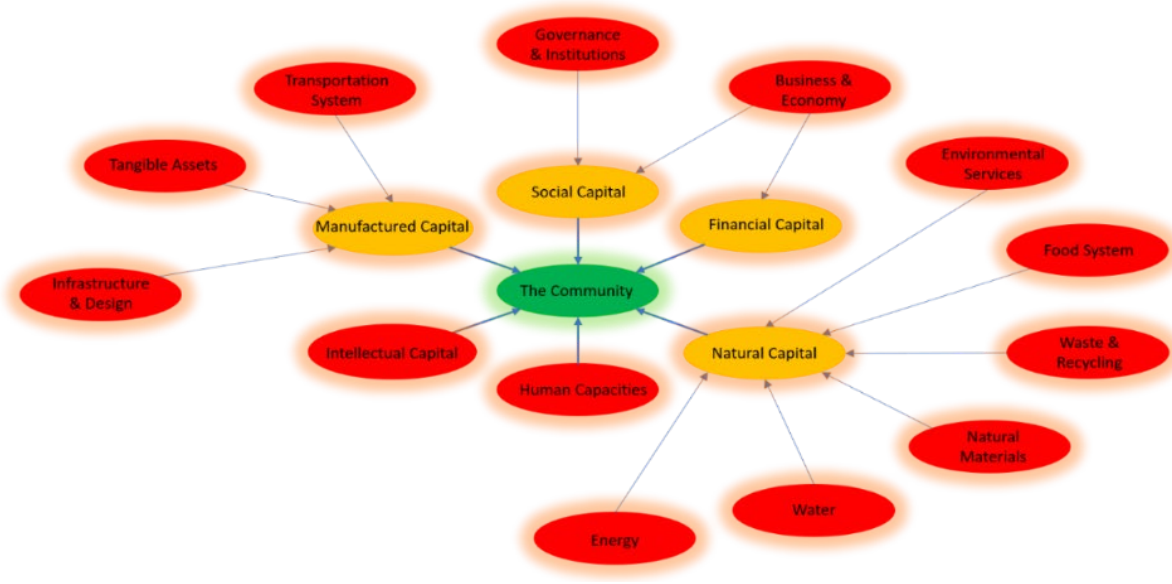 Governance
& Institutions
Business &
Economy
Transportation
System
Tangible Assets
Environmental
Services
Social Capital
Manufactured Capital
Financial Capital
Food System
Infrastructure
& Design
The Community
Intellectual Capital
Natural Capital
Waste &
Recycling
Human Capacities
Natural
Materials
Water
Energy